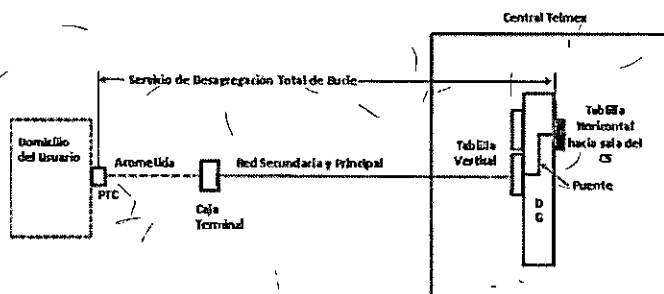 Central Telmex
Servicio de Desagregación Total de Bucle
Domicilio
del Usuario
Acometida
PTC
Caja
Terminal
Red Secundaria y Principal
Tablilla
Vertical
D
G
Tablilla
Horizontal
hacia sala del
CS
Puente